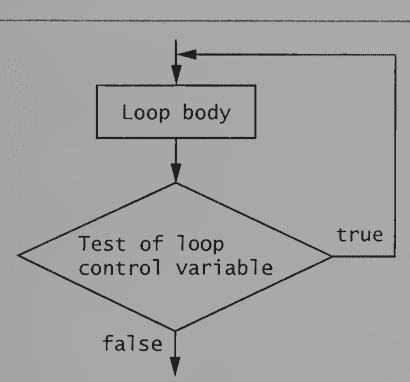 Loop body
Test of loop
control variable
true
false